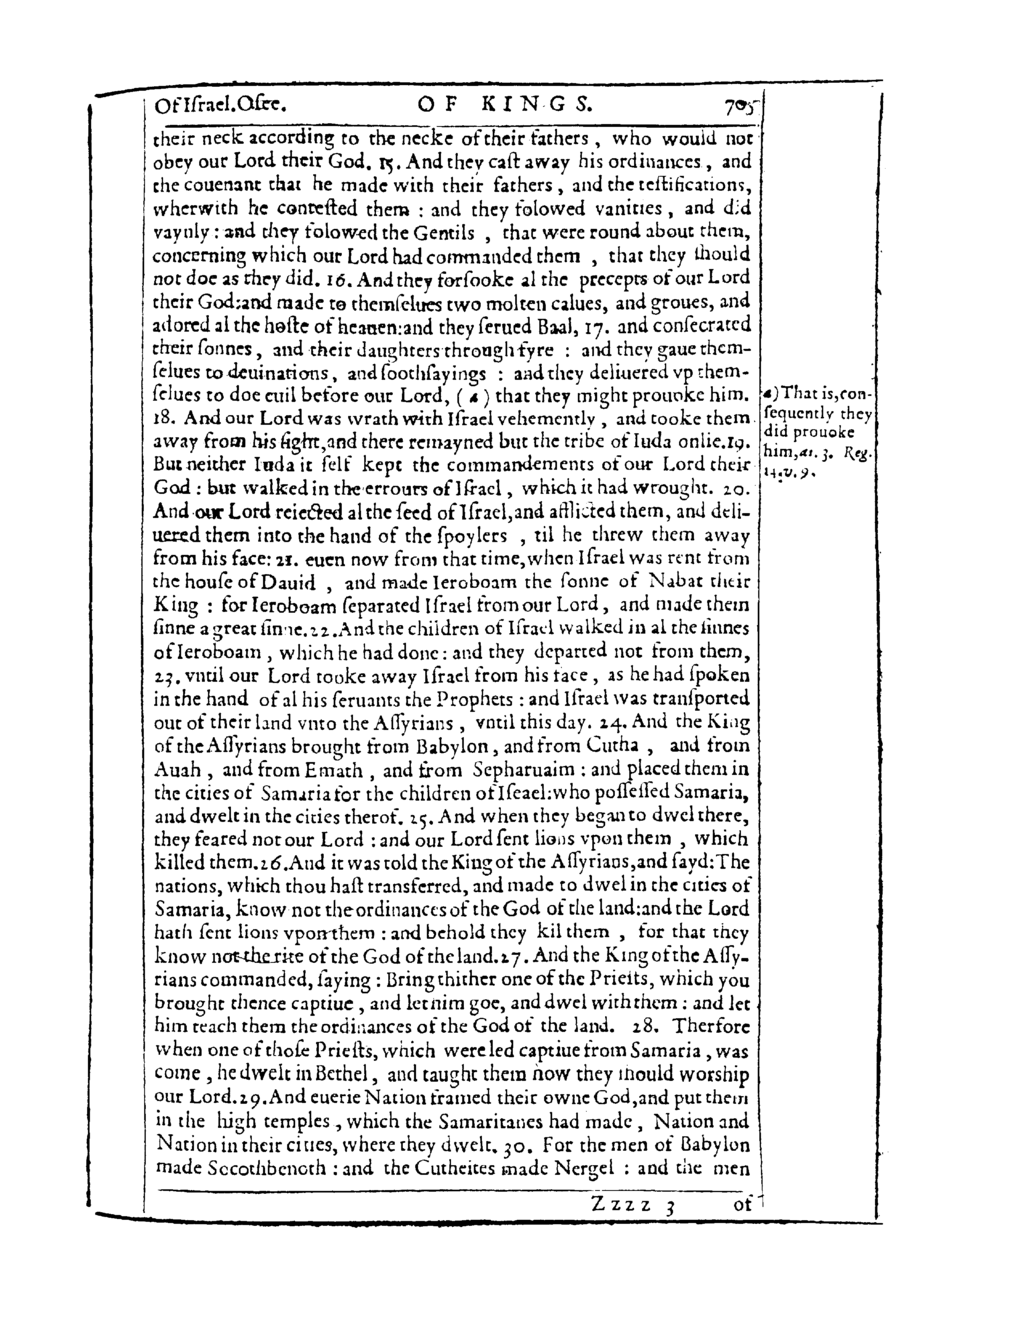 Of Iſrael. Oſee. OF KINGS. 705
their neck according to the necke of their fathers, who would not
obey our Lord their God. 15. And they caſt away his ordinances, and
the couenant that he made with their fathers, and the teſtifications,
wherwith he conteſted them : and they folowed vanities, and did
vaynly : and they folowed the Gentils, that were round about them,
concerning which our Lord had commanded them, that they ſhould
not doe as they did. 16. And they forſooke al the precepts of our Lord
their God: and made to themſelues two molten calues, and groues, and
adored al the hoſte of heauen: and they ſerued Baal, 17. and conſecrated
their ſonnes, and their daughters through fyre : and they gaue them-
ſelues to deuinations, and ſoothſayings : and they deliuered vp them-
ſelues to doe euil before our Lord, ( a ) that they might prouoke him.
18. And our Lord was wrath with Iſrael vehemently, and tooke them
away from his ſight, and there remayned but the tribe of Iuda onlie. 19.
But neither Iuda it ſelf kept the commandements of our Lord their
God : but walked in the errours of Iſrael, which it had wrought. 20.
And our Lord reiected al the ſeed of Iſrael, and afflicted them, and deli-
uered them into the hand of the ſpoylers, til he threw them away
from his face: 21. euen now from that time, when Iſrael was rent from
the houſe of Dauid, and made Ieroboam the ſonne of Nabat their
King : for Ieroboam ſeparated Iſrael from our Lord, and made them
ſinne a great ſinne. 22. And the children of Iſrael walked in al the ſinnes
of Ieroboam, which he had done: and they departed not from them,
23. vntil our Lord tooke away Iſrael from his face, as he had ſpoken
in the hand of al his ſeruants the Prophets : and Iſrael was tranſported
out of their land vnto the Aſſyrians, vntil this day. 24. And the King
of the Aſſyrians brought from Babylon, and from Cutha, and from
Auah, and from Emath, and from Sepharuaim : and placed them in
the cities of Samaria for the children of Iſeael: who poſſeſſed Samaria,
and dwelt in the cities therof. 25. And when they began to dwel there,
they feared not our Lord : and our Lord ſent lions vpon them, which
killed them. 26. And it was told the King of the Aſſyrians, and ſayd: The
nations, which thou haſt transferred, and made to dwel in the cities of
Samaria, know not the ordinances of the God of the land: and the Lord
hath ſent lions vpon them : and behold they kil them, for that they
know not the rite of the God of the land. 27. And the King of the Aſſy-
rians commanded, ſaying : Bring thither one of the Prieſts, which you
brought thence captiue, and let him goe, and dwel with them : and let
him teach them the ordinances of the God of the land. 28. Therfore
when one of thoſe Prieſts, which were led captiue from Samaria, was
come, he dwelt in Bethel, and taught them how they ſhould worship
our Lord. 29. And euerie Nation framed their owne God, and put them
in the high temples, which the Samaritanes had made, Nation and
Nation in their cities, where they dwelt. 30. For the men of Babylon
made Socothbenoth : and the Cutheites made Nergel : and the men
Zzzz 3 of
a) That is, con-
ſequently they
did prouoke
him, as. 3. Reg.
14. v. 9.